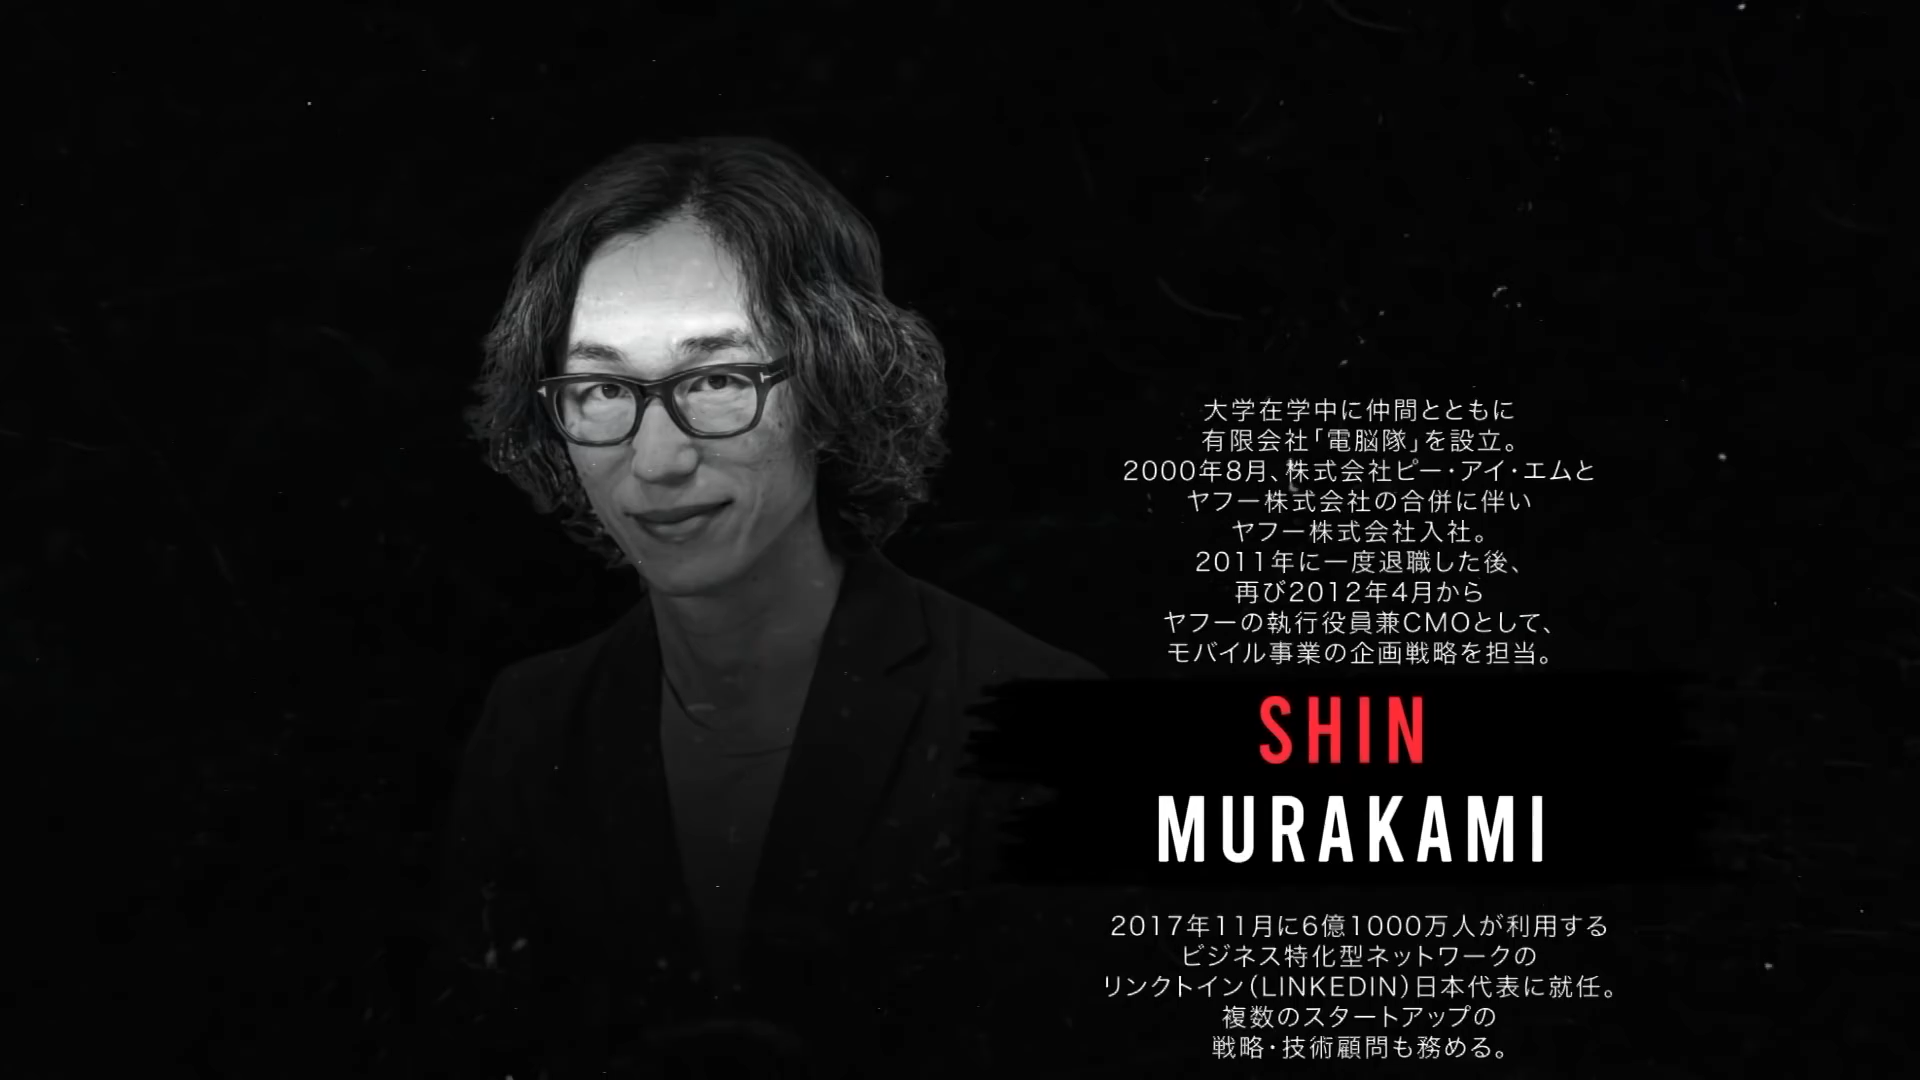 大学在学中に仲間とともに
有限会社「電脳隊」を設立。
2000年8月、株式会社ピー・アイ・エムと
ヤフー株式会社の合併に伴い
ヤフー株式会社入社。
2011年に一度退職した後、
再び2012年4月から
ヤフーの執行役員兼CMOとして、
モバイル事業の企画戦略を担当。
SHIN
MURAKAMI
2017年11月に6億1000万人が利用する
ビジネス特化型ネットワークの
リンクトイン(LINKEDIN)日本代表に就任。
複数のスタートアップの
戦略・技術顧問も務める。